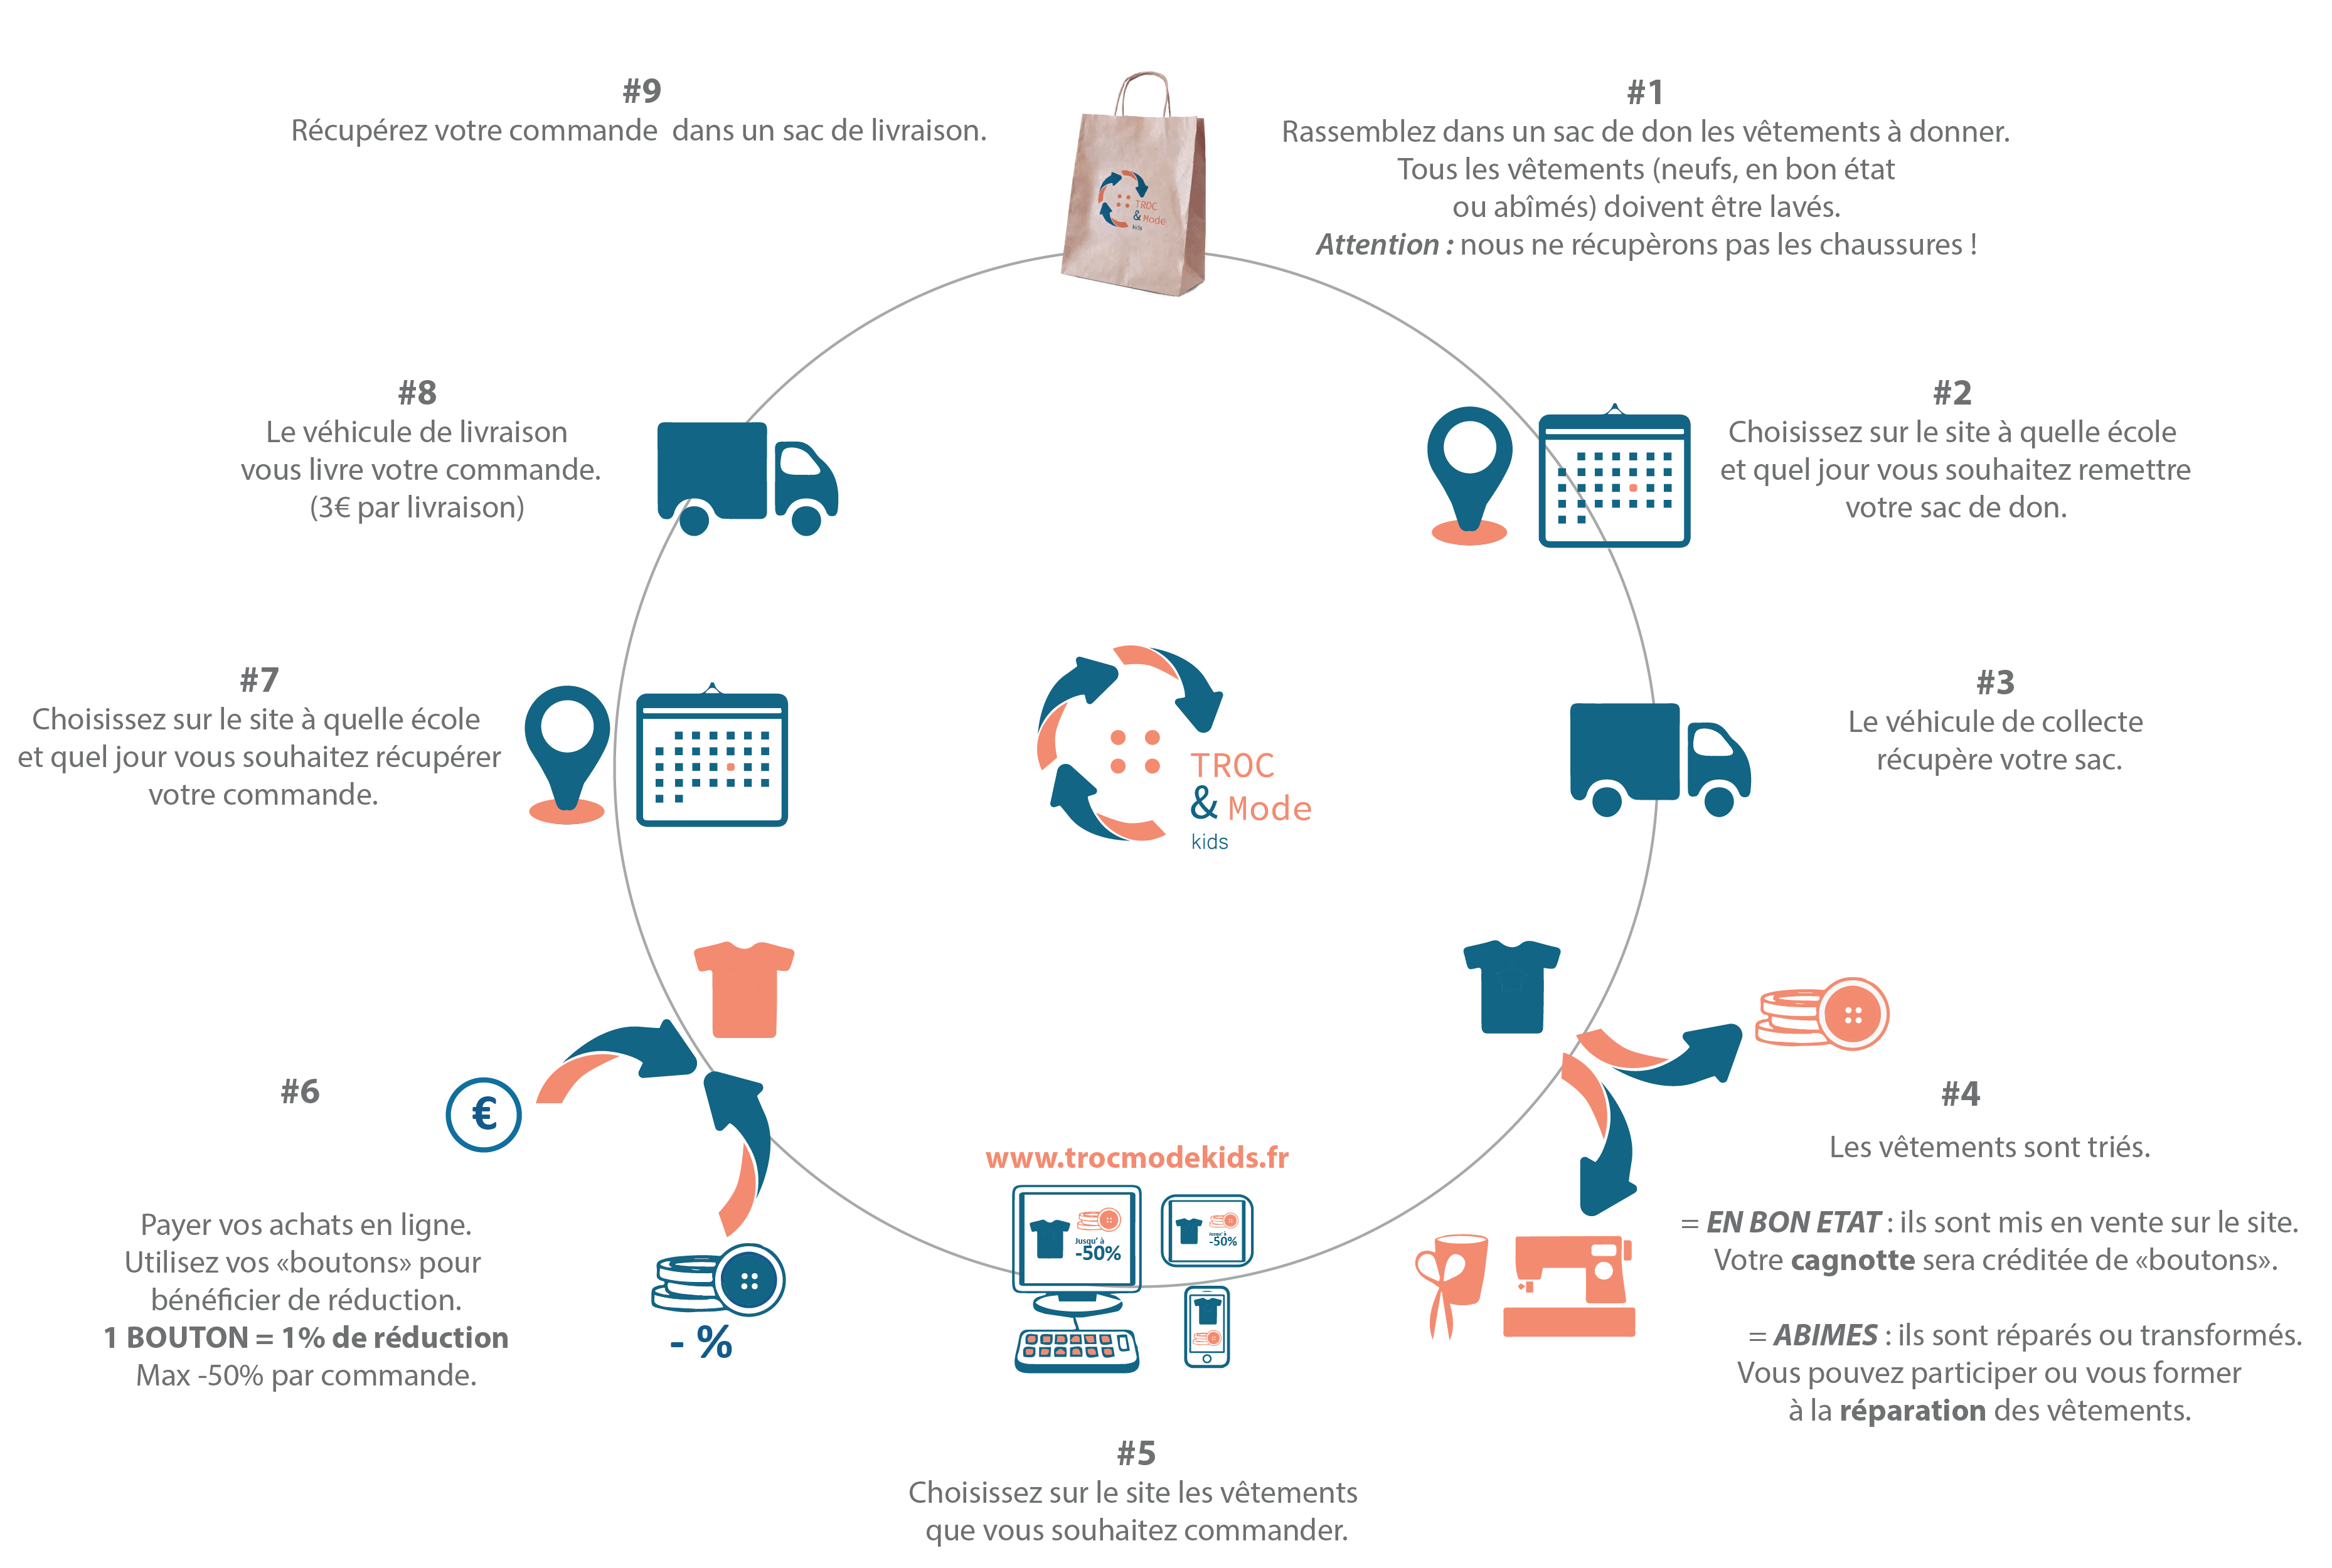 #1
Rassemblez dans un sac de don les vêtements à donner.
Tous les vêtements (neufs, en bon état
ou abîmés) doivent être lavés.
Attention : nous ne récupèrons pas les chaussures !
#2
Choisissez sur le site à quelle école
et quel jour vous souhaitez remettre
votre sac de don.
#3
Le véhicule de collecte
récupère votre sac.
#4
Les vêtements sont triés.
= EN BON ETAT : ils sont mis en vente sur le site.
Votre cagnotte sera créditée de «boutons».
= ABIMES : ils sont réparés ou transformés.
Vous pouvez participer ou vous former
à la réparation des vêtements.
www.trocmodekids.fr
Jusqu' à
-50%
Jusqu' à
-50%
#5
Choisissez sur le site les vêtements
que vous souhaitez commander.
#6
€
Payer vos achats en ligne.
Utilisez vos «boutons» pour
bénéficier de réduction.
1 BOUTON = 1% de réduction
Max -50% par commande.
- %
#7
Choisissez sur le site à quelle école
et quel jour vous souhaitez récupérer
votre commande.
#8
Le véhicule de livraison
vous livre votre commande.
(3€ par livraison)
#9
Récupérez votre commande dans un sac de livraison.
TROC
& Mode
kids
TROC
& Mode
kids